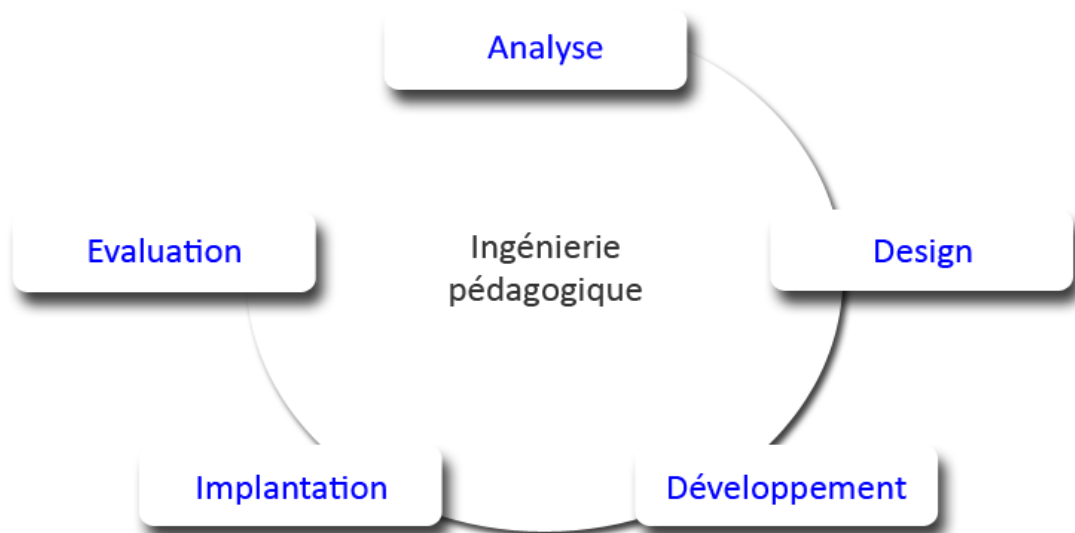 Analyse
Evaluation
Ingénierie
pédagogique
Design
Implantation
Développement